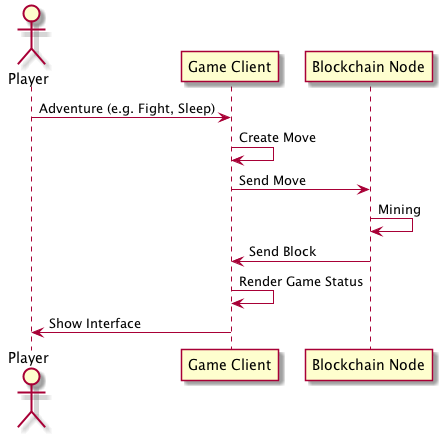 Player
Game Client
Blockchain Node
Adventure (e.g. Fight, Sleep)
Create Move
Send Move
Mining
Send Block
Render Game Status
Show Interface
Player
Game Client
Blockchain Node